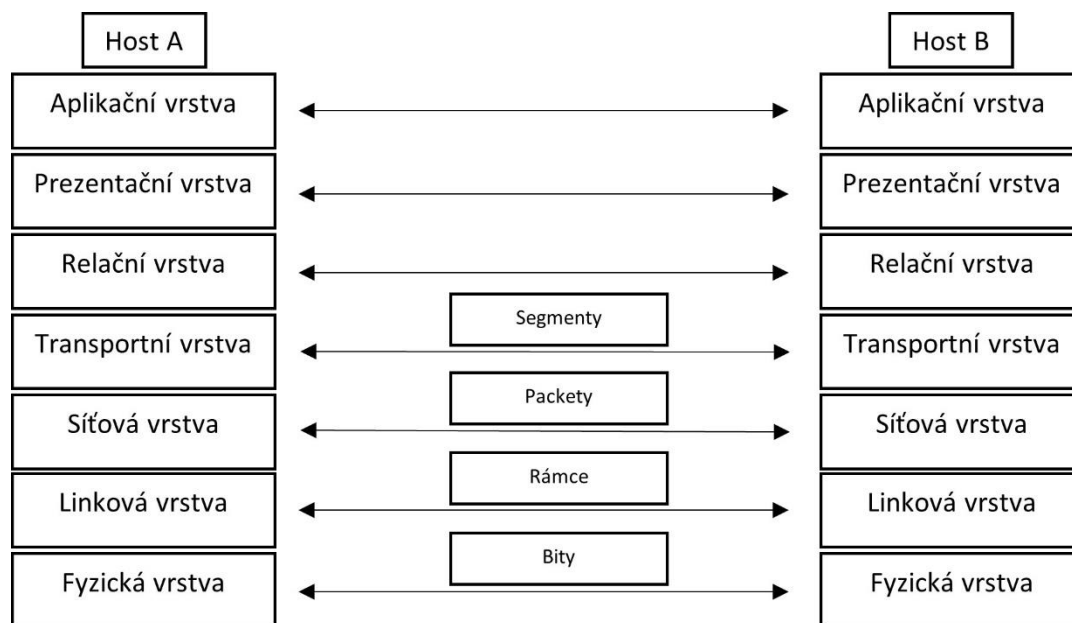 Host A
Host B
Aplikační vrstva
Aplikační vrstva
Prezentační vrstva
Prezentační vrstva
Relační vrstva
Relační vrstva
Segmenty
Transportní vrstva
Transportní vrstva
Packety
Síťová vrstva
Síťová vrstva
Rámce
Linková vrstva
Linková vrstva
Bity
Fyzická vrstva
Fyzická vrstva